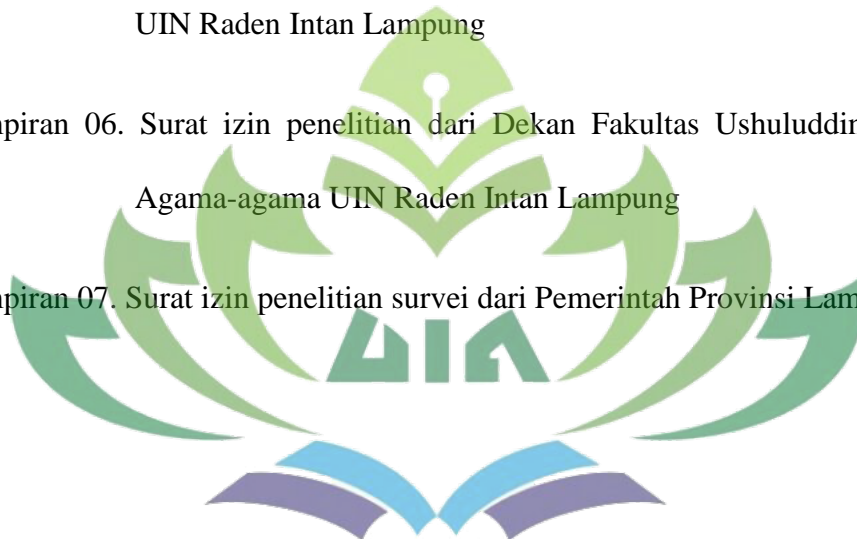 UIN Raden Intan Lampung
piran 06. Surat izin penelitian dari Dekan Fakultas Ushuluddin
Agama-agama UIN Raden Intan Lampung
piran 07. Surat izin penelitian survei dari Pemerintah Provinsi Lam
UIN